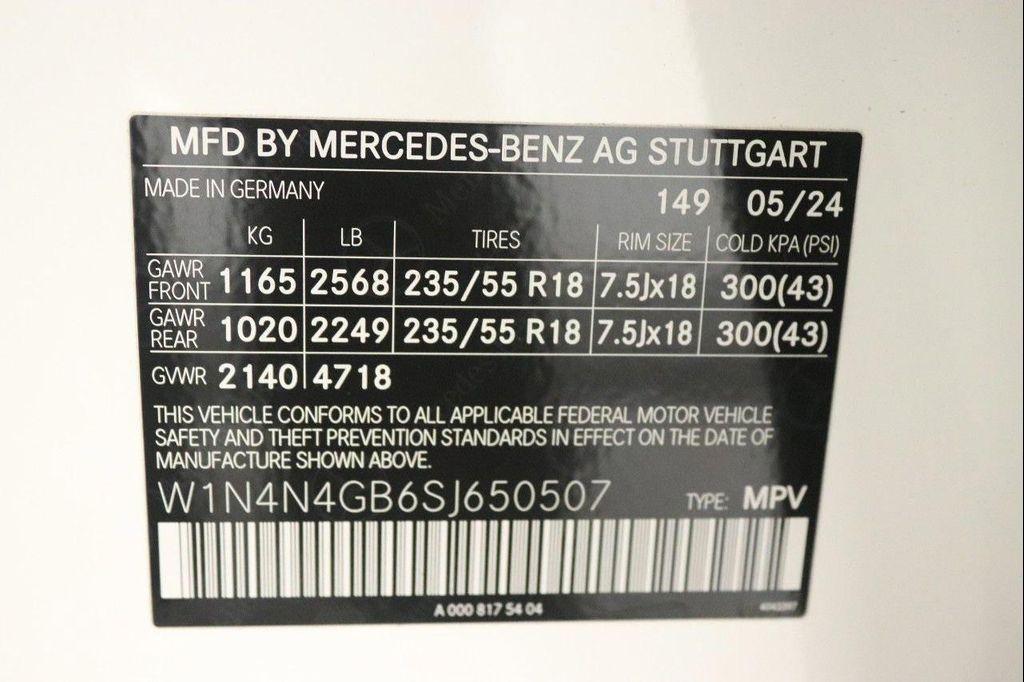 MFD BY MERCEDES-BENZ AG STUTTGART
MADE IN GERMANY 149 05/24
KG LB TIRES RIM SIZE COLD KPA (PSI)
GAWR FRONT 1165 2568 235/55 R18 7.5Jx18 300(43)
GAWR REAR 1020 2249 235/55 R18 7.5Jx18 300(43)
GVWR 2140 4718
THIS VEHICLE CONFORMS TO ALL APPLICABLE FEDERAL MOTOR VEHICLE
SAFETY AND THEFT PREVENTION STANDARDS IN EFFECT ON THE DATE OF
MANUFACTURE SHOWN ABOVE.
W1N4N4GB6SJ650507 TYPE: MPV
A 000 817 54 04